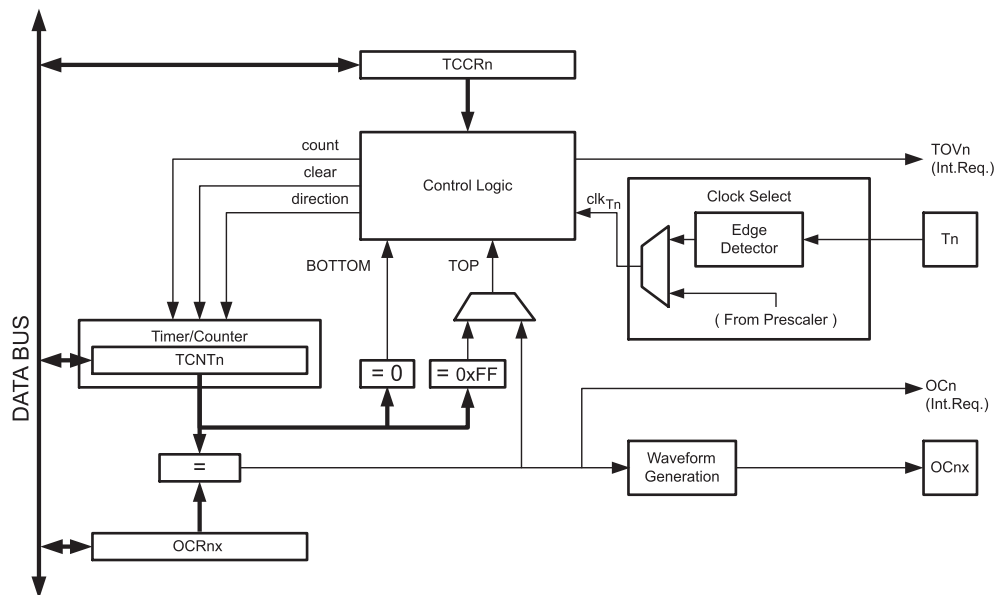 TCCRn
count
clear
direction
Control Logic
TOVn
(Int.Req.)
clkTn
Clock Select
Edge
Detector
Tn
( From Prescaler )
BOTTOM
TOP
DATA BUS
Timer/Counter
TCNTn
= 0
= 0xFF
OCn
(Int.Req.)
=
Waveform
Generation
OCnx
OCRnx